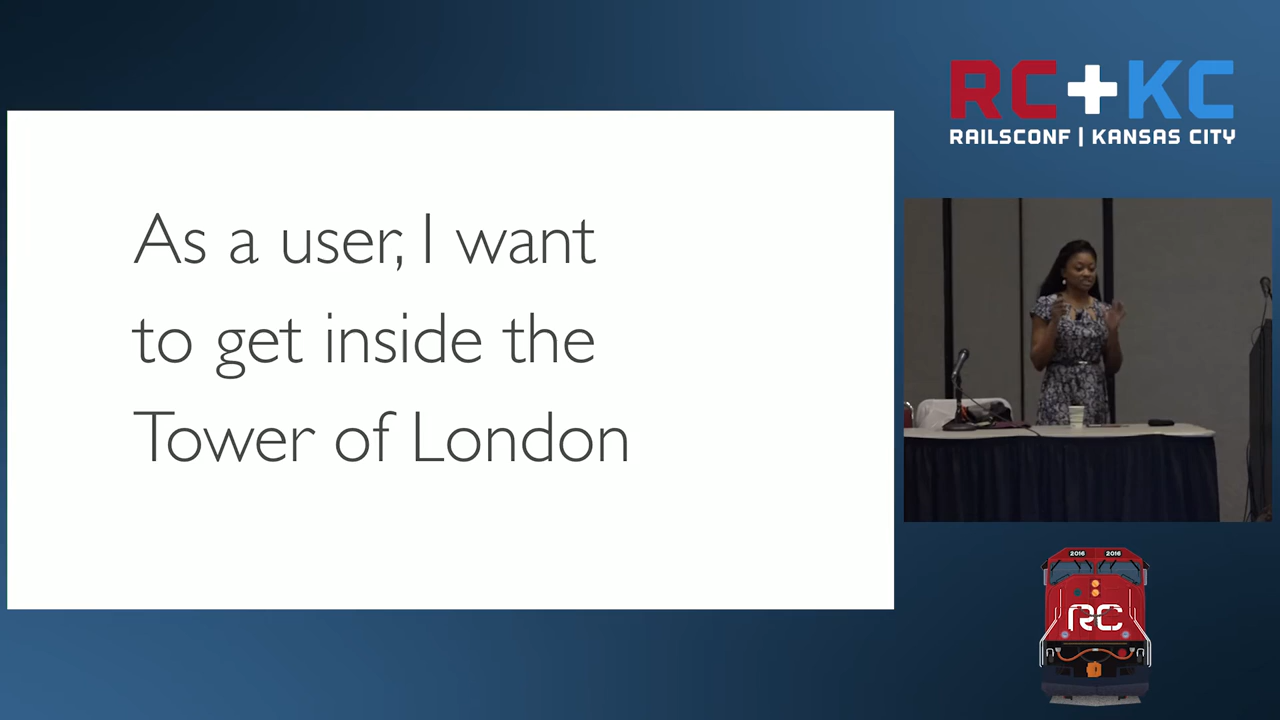 As a user, I want
to get inside the
Tower of London
RC+KC
RAILSCONF | KANSAS CITY
2016 2016
RC